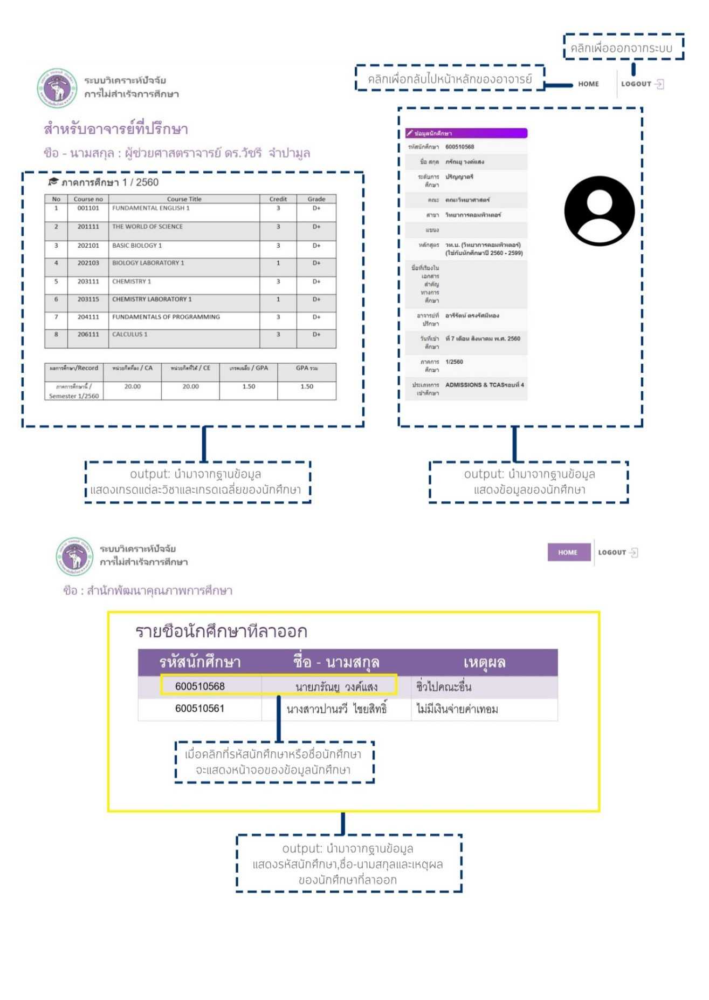 คลิกเพื่อออกจากระบบ
คลิกเพื่อกลับไปหน้าหลักของอาจารย์
HOME
LOGOUT
ระบบวิเคราะห์ปัจจัย
การไม่สำเร็จการศึกษา
สำหรับอาจารย์ที่ปรึกษา
ชื่อ - นามสกุล : ผู้ช่วยศาสตราจารย์ ดร.วัชรี จำปามูล
ภาคการศึกษา 1 / 2560
No Course no Course Title Credit Grade
1 001101 FUNDAMENTAL ENGLISH 1 3 D+
2 201111 THE WORLD OF SCIENCE 3 D+
3 202101 BASIC BIOLOGY 1 3 D+
4 202103 BIOLOGY LABORATORY 1 1 D+
5 203111 CHEMISTRY 1 3 D+
6 203115 CHEMISTRY LABORATORY 1 1 D+
7 204111 FUNDAMENTALS OF PROGRAMMING 3 D+
8 206111 CALCULUS 1 3 D+
ผลการศึกษา/Record หน่วยกิตที่ลง / CA หน่วยกิตที่ได้ / CE เกรดเฉลี่ย / GPA GPA รวม
ภาคการศึกษานี้ / 20.00 20.00 1.50 1.50
Semester 1/2560
ข้อมูลนักศึกษา
รหัสนักศึกษา 600510568
ชื่อ สกุล ภรัณยู วงค์แสง
ระดับการ ปริญญาตรี
ศึกษา
คณะ คณะวิทยาศาสตร์
สาขา วิทยาการคอมพิวเตอร์
แขนง
หลักสูตร วท.บ. (วิทยาการคอมพิวเตอร์)
(ใช้กับนักศึกษาปี 2560 - 2599)
ชื่อที่เรียงใน
เอกสาร
สำคัญ
ทางการ
ศึกษา
อาจารย์ที่ อารีรัตน์ ตรงรัศมีทอง
ปรึกษา
วันที่เข้า ที่ 7 เดือน สิงหาคม พ.ศ. 2560
ศึกษา
ภาคการ 1/2560
ศึกษา
ประเภทการ ADMISSIONS & TCASรอบที่ 4
เข้าศึกษา
output: นำมาจากฐานข้อมูล
แสดงเกรดแต่ละวิชาและเกรดเฉลี่ยของนักศึกษา
output: นำมาจากฐานข้อมูล
แสดงข้อมูลของนักศึกษา
ระบบวิเคราะห์ปัจจัย
การไม่สำเร็จการศึกษา
HOME
LOGOUT
ชื่อ : สำนักพัฒนาคุณภาพการศึกษา
รายชื่อนักศึกษาที่ลาออก
รหัสนักศึกษา ชื่อ - นามสกุล เหตุผล
600510568 นายภรัณยู วงค์แสง ซิ่วไปคณะอื่น
600510561 นางสาวปานรวี ไชยสิทธิ์ ไม่มีเงินจ่ายค่าเทอม
เมื่อคลิกที่รหัสนักศึกษาหรือชื่อนักศึกษา
จะแสดงหน้าจอของข้อมูลนักศึกษา
output: นำมาจากฐานข้อมูล
แสดงรหัสนักศึกษา,ชื่อ-นามสกุลและเหตุผล
ของนักศึกษาที่ลาออก